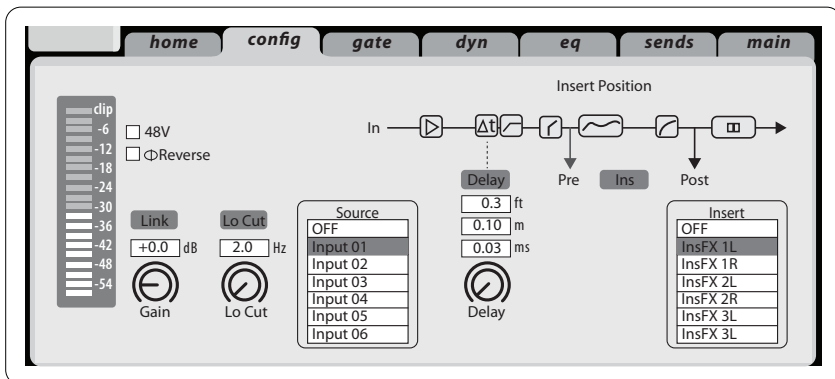 home config gate dyn eq sends main
Insert Position
clip
-6
-12
-18
-24
-30
-36
-42
-48
-54
48V
ΦReverse
In
Δt
Pre
Ins
Post
Link
+0.0 dB
Gain
Lo Cut
2.0 Hz
Lo Cut
Source
OFF
Input 01
Input 02
Input 03
Input 04
Input 05
Input 06
Delay
0.3 ft
0.10 m
0.03 ms
Delay
Insert
OFF
InsFX 1L
InsFX 1R
InsFX 2L
InsFX 2R
InsFX 3L
InsFX 3L